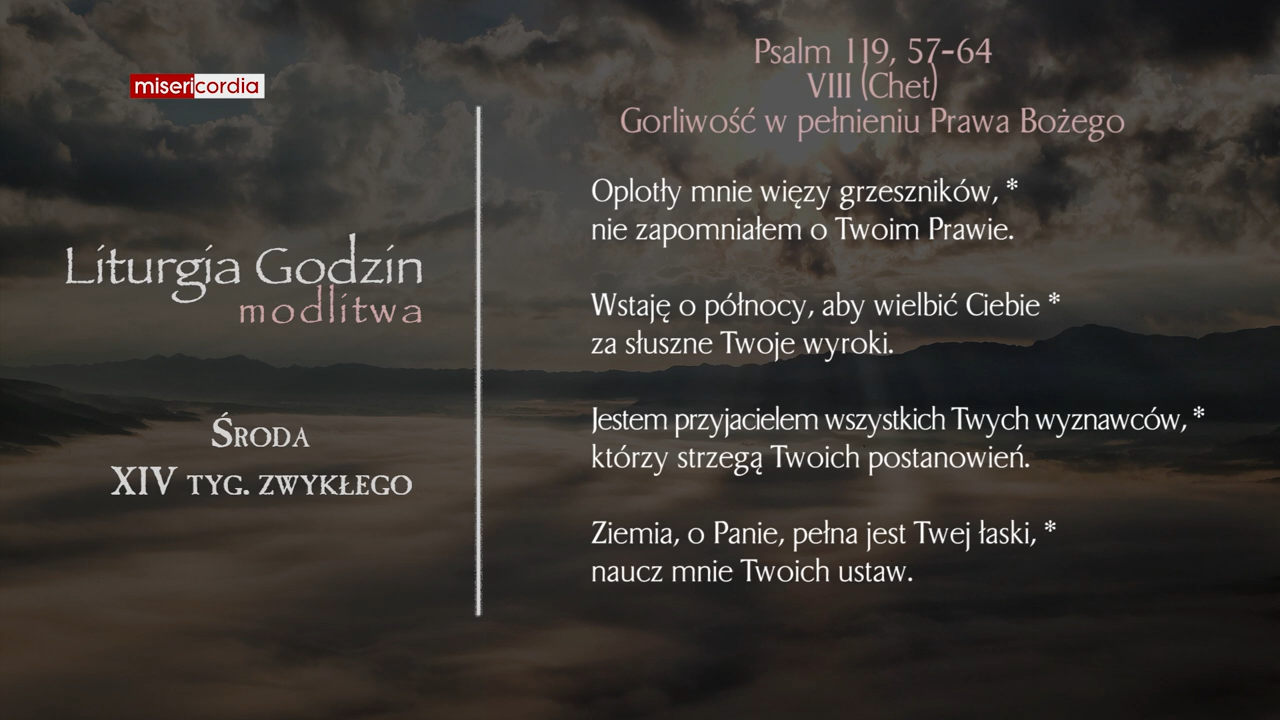 misericordia
Liturgia Godzin
modlitwa
Środa
XIV tyg. zwykłego
Psalm 119, 57-64
VIII (Chet)
Gorliwość w pełnieniu Prawa Bożego
Oplotły mnie więzy grzeszników, *
nie zapomniałem o Twoim Prawie.
Wstaję o północy, aby wielbić Ciebie *
za słuszne Twoje wyroki.
Jestem przyjacielem wszystkich Twych wyznawców, *
którzy strzegą Twoich postanowień.
Ziemia, o Panie, pełna jest Twej łaski, *
naucz mnie Twoich ustaw.